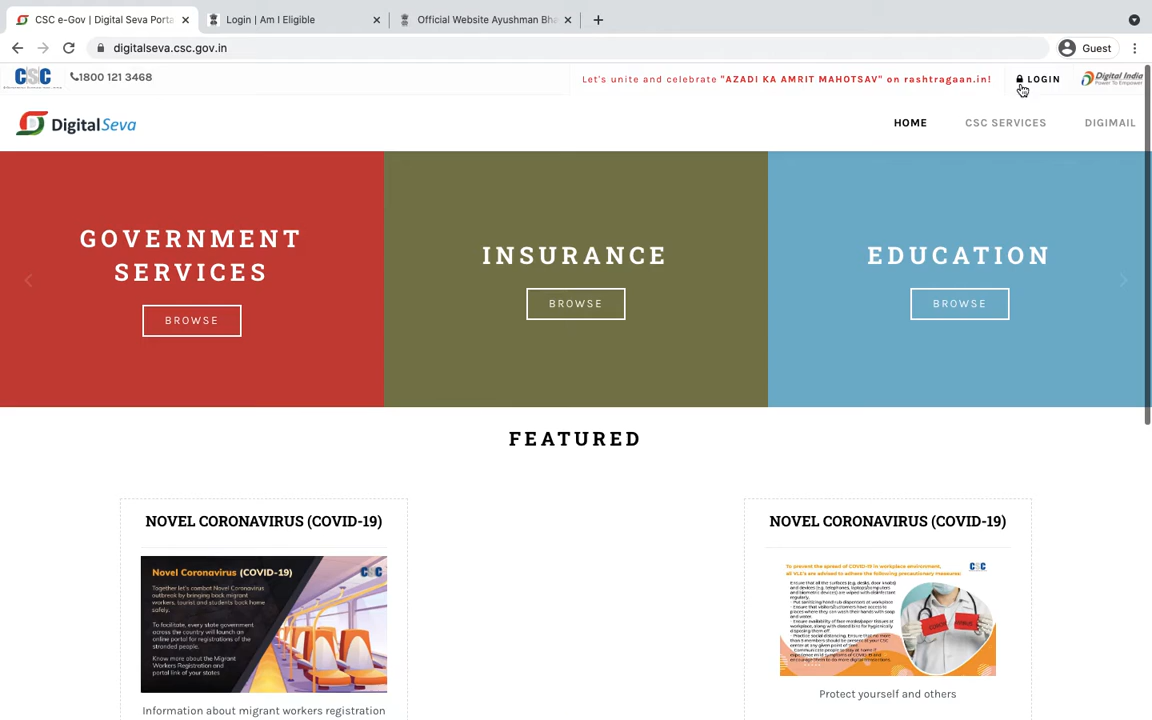 CSC e-Gov | Digital Seva Porta
Login | Am I Eligible
Official Website Ayushman Bha
digitalseva.csc.gov.in
Guest
CSC
1800 121 3468
Let's unite and celebrate "AZADI KA AMRIT MAHOTSAV" on rashtragaan.in!
LOGIN
Digital India
Power To Empower
DigitalSeva
HOME
CSC SERVICES
DIGIMAIL
GOVERNMENT
SERVICES
BROWSE
INSURANCE
BROWSE
EDUCATION
BROWSE
FEATURED
NOVEL CORONAVIRUS (COVID-19)
Novel Coronavirus (COVID-19)
CSC
Together let's combat Novel Coronavirus
outbreak by bringing back migrant
workers, tourist and students back home
safely.
To facilitate, every state government
across the country will launch an
online portal for registrations of the
stranded people.
Know more about the Migrant
Workers Registration and
portal link of your states
Information about migrant workers registration
NOVEL CORONAVIRUS (COVID-19)
To prevent the spread of COVID-19 in workplace environment,
all VLE's are advised to adhere the following precautionary measures:
CSC
Protect yourself and others